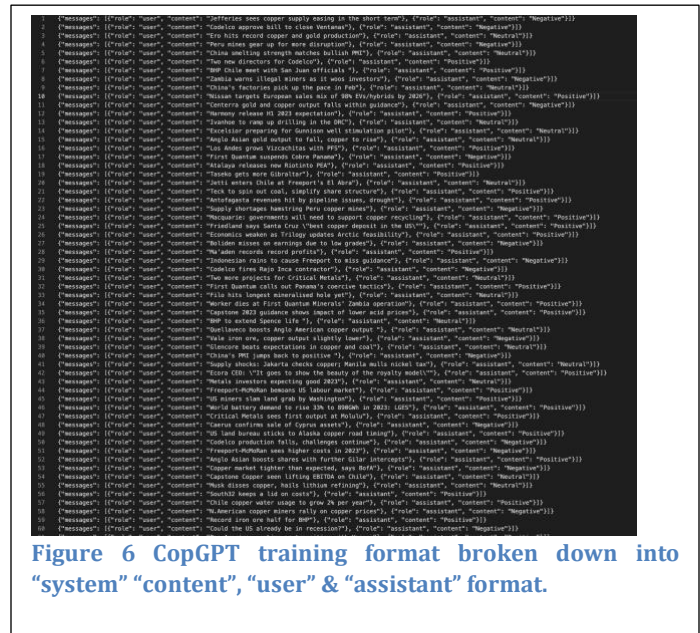 1 {"messages": [{"role": "user", "content": "Jefferies sees copper supply easing in the short term"}, {"role": "assistant", "content": "Negative"}]}
2 {"messages": [{"role": "user", "content": "Codelco approve bill to close Ventanas"}, {"role": "assistant", "content": "Negative"}]}
3 {"messages": [{"role": "user", "content": "Ero hits record copper and gold production"}, {"role": "assistant", "content": "Neutral"}]}
4 {"messages": [{"role": "user", "content": "Peru mines gear up for more disruption"}, {"role": "assistant", "content": "Neutral"}]}
5 {"messages": [{"role": "user", "content": "China smelting strength matches bullish PMI"}, {"role": "assistant", "content": "Neutral"}]}
6 {"messages": [{"role": "user", "content": "Two new directors for Codelco"}, {"role": "assistant", "content": "Positive"}]}
7 {"messages": [{"role": "user", "content": "BHP Chile meet with San Juan officials "}, {"role": "assistant", "content": "Positive"}]}
8 {"messages": [{"role": "user", "content": "Zambia warns illegal miners as it woos investors"}, {"role": "assistant", "content": "Negative"}]}
9 {"messages": [{"role": "user", "content": "China's factories pick up the pace in Feb"}, {"role": "assistant", "content": "Neutral"}]}
10 {"messages": [{"role": "user", "content": "Nissan targets European sales mix of 98% EVs/hybrids by 2026"}, {"role": "assistant", "content": "Positive"}]}
11 {"messages": [{"role": "user", "content": "Centerra gold and copper output falls within guidance"}, {"role": "assistant", "content": "Negative"}]}
12 {"messages": [{"role": "user", "content": "Harmony release H1 2023 expectation"}, {"role": "assistant", "content": "Positive"}]}
13 {"messages": [{"role": "user", "content": "Ivanhoe to ramp up drilling in the DRC"}, {"role": "assistant", "content": "Neutral"}]}
14 {"messages": [{"role": "user", "content": "Excelsior preparing for Gunnison well stimulation pilot"}, {"role": "assistant", "content": "Neutral"}]}
15 {"messages": [{"role": "user", "content": "Anglo Asian gold output to fall, copper to rise"}, {"role": "assistant", "content": "Neutral"}]}
16 {"messages": [{"role": "user", "content": "Los Andes grows Vizcachitas with PFS"}, {"role": "assistant", "content": "Positive"}]}
17 {"messages": [{"role": "user", "content": "First Quantum suspends Cobre Panama"}, {"role": "assistant", "content": "Negative"}]}
18 {"messages": [{"role": "user", "content": "Atalaya releases new Riotinto PEA"}, {"role": "assistant", "content": "Positive"}]}
19 {"messages": [{"role": "user", "content": "Taseko gets more Gibraltar"}, {"role": "assistant", "content": "Positive"}]}
20 {"messages": [{"role": "user", "content": "Jetti enters Chile at Freeport's El Abra"}, {"role": "assistant", "content": "Neutral"}]}
21 {"messages": [{"role": "user", "content": "Teck to spin out coal, simplify share structure"}, {"role": "assistant", "content": "Positive"}]}
22 {"messages": [{"role": "user", "content": "Antofagasta revenues hit by pipeline issues, drought"}, {"role": "assistant", "content": "Positive"}]}
23 {"messages": [{"role": "user", "content": "Supply shortages hamstring Peru copper mines"}, {"role": "assistant", "content": "Negative"}]}
24 {"messages": [{"role": "user", "content": "Macquarie: governments will need to support copper recycling"}, {"role": "assistant", "content": "Positive"}]}
25 {"messages": [{"role": "user", "content": "Friedland says Santa Cruz \"best copper deposit in the US\""}, {"role": "assistant", "content": "Positive"}]}
26 {"messages": [{"role": "user", "content": "Economics weaken as Trilogy updates Arctic feasibility"}, {"role": "assistant", "content": "Positive"}]}
27 {"messages": [{"role": "user", "content": "Boliden misses on earnings due to low grades"}, {"role": "assistant", "content": "Negative"}]}
28 {"messages": [{"role": "user", "content": "Ma'aden records record profits"}, {"role": "assistant", "content": "Positive"}]}
29 {"messages": [{"role": "user", "content": "Indonesian rains to cause Freeport to miss guidance"}, {"role": "assistant", "content": "Negative"}]}
30 {"messages": [{"role": "user", "content": "Codelco fires Rajo Inca contractor"}, {"role": "assistant", "content": "Neutral"}]}
31 {"messages": [{"role": "user", "content": "Two more projects for Critical Metals"}, {"role": "assistant", "content": "Positive"}]}
32 {"messages": [{"role": "user", "content": "First Quantum calls out Panama's coercive tactics"}, {"role": "assistant", "content": "Positive"}]}
33 {"messages": [{"role": "user", "content": "Filo hits longest mineralised hole yet"}, {"role": "assistant", "content": "Neutral"}]}
34 {"messages": [{"role": "user", "content": "Worker dies at First Quantum Minerals' Zambia operation"}, {"role": "assistant", "content": "Positive"}]}
35 {"messages": [{"role": "user", "content": "Capstone 2023 guidance shows impact of lower acid prices"}, {"role": "assistant", "content": "Positive"}]}
36 {"messages": [{"role": "user", "content": "BHP to extend Spence life "}, {"role": "assistant", "content": "Neutral"}]}
37 {"messages": [{"role": "user", "content": "Quellaveco boosts Anglo American copper output "}, {"role": "assistant", "content": "Neutral"}]}
38 {"messages": [{"role": "user", "content": "Vale iron ore, copper output slightly lower"}, {"role": "assistant", "content": "Negative"}]}
39 {"messages": [{"role": "user", "content": "Glencore beats expectations in copper and coal"}, {"role": "assistant", "content": "Neutral"}]}
40 {"messages": [{"role": "user", "content": "China's PMI jumps back to positive "}, {"role": "assistant", "content": "Negative"}]}
41 {"messages": [{"role": "user", "content": "Supply shocks: Jakarta checks copper; Manila mulls nickel tax"}, {"role": "assistant", "content": "Neutral"}]}
42 {"messages": [{"role": "user", "content": "Ecora CEO: \"It goes to show the beauty of the royalty model\""}, {"role": "assistant", "content": "Positive"}]}
43 {"messages": [{"role": "user", "content": "Metals investors expecting good 2023"}, {"role": "assistant", "content": "Neutral"}]}
44 {"messages": [{"role": "user", "content": "Freeport-McMoRan bemoans US labour market"}, {"role": "assistant", "content": "Positive"}]}
45 {"messages": [{"role": "user", "content": "US miners slam land grab by Washington"}, {"role": "assistant", "content": "Positive"}]}
46 {"messages": [{"role": "user", "content": "World battery demand to rise 33% to 890GWh in 2023: LGES"}, {"role": "assistant", "content": "Positive"}]}
47 {"messages": [{"role": "user", "content": "Critical Metals sees first output at Molulu"}, {"role": "assistant", "content": "Positive"}]}
48 {"messages": [{"role": "user", "content": "Caerus confirms sale of Cyprus assets"}, {"role": "assistant", "content": "Negative"}]}
49 {"messages": [{"role": "user", "content": "US land bureau sticks to Alaska copper road timing"}, {"role": "assistant", "content": "Positive"}]}
50 {"messages": [{"role": "user", "content": "Codelco production falls, challenges continue"}, {"role": "assistant", "content": "Negative"}]}
51 {"messages": [{"role": "user", "content": "Freeport-McMoRan sees higher costs in 2023"}, {"role": "assistant", "content": "Negative"}]}
52 {"messages": [{"role": "user", "content": "Anglo Asian boosts shares with further Gilar intercepts"}, {"role": "assistant", "content": "Neutral"}]}
53 {"messages": [{"role": "user", "content": "Copper market tighter than expected, says BofA"}, {"role": "assistant", "content": "Negative"}]}
54 {"messages": [{"role": "user", "content": "Capstone Copper seen lifting EBITDA on Chile"}, {"role": "assistant", "content": "Neutral"}]}
55 {"messages": [{"role": "user", "content": "Musk disses copper, hails lithium refining"}, {"role": "assistant", "content": "Neutral"}]}
56 {"messages": [{"role": "user", "content": "South32 keeps a lid on costs"}, {"role": "assistant", "content": "Positive"}]}
57 {"messages": [{"role": "user", "content": "Chile copper water usage to grow 2% per year"}, {"role": "assistant", "content": "Neutral"}]}
58 {"messages": [{"role": "user", "content": "N.American copper miners rally on copper prices"}, {"role": "assistant", "content": "Negative"}]}
59 {"messages": [{"role": "user", "content": "Record iron ore half for BHP"}, {"role": "assistant", "content": "Neutral"}]}
60 {"messages": [{"role": "user", "content": "Could the US already be in recession?"}, {"role": "assistant", "content": "Negative"}]}
Figure 6 CopGPT training format broken down into
“system” “content”, “user” & “assistant” format.